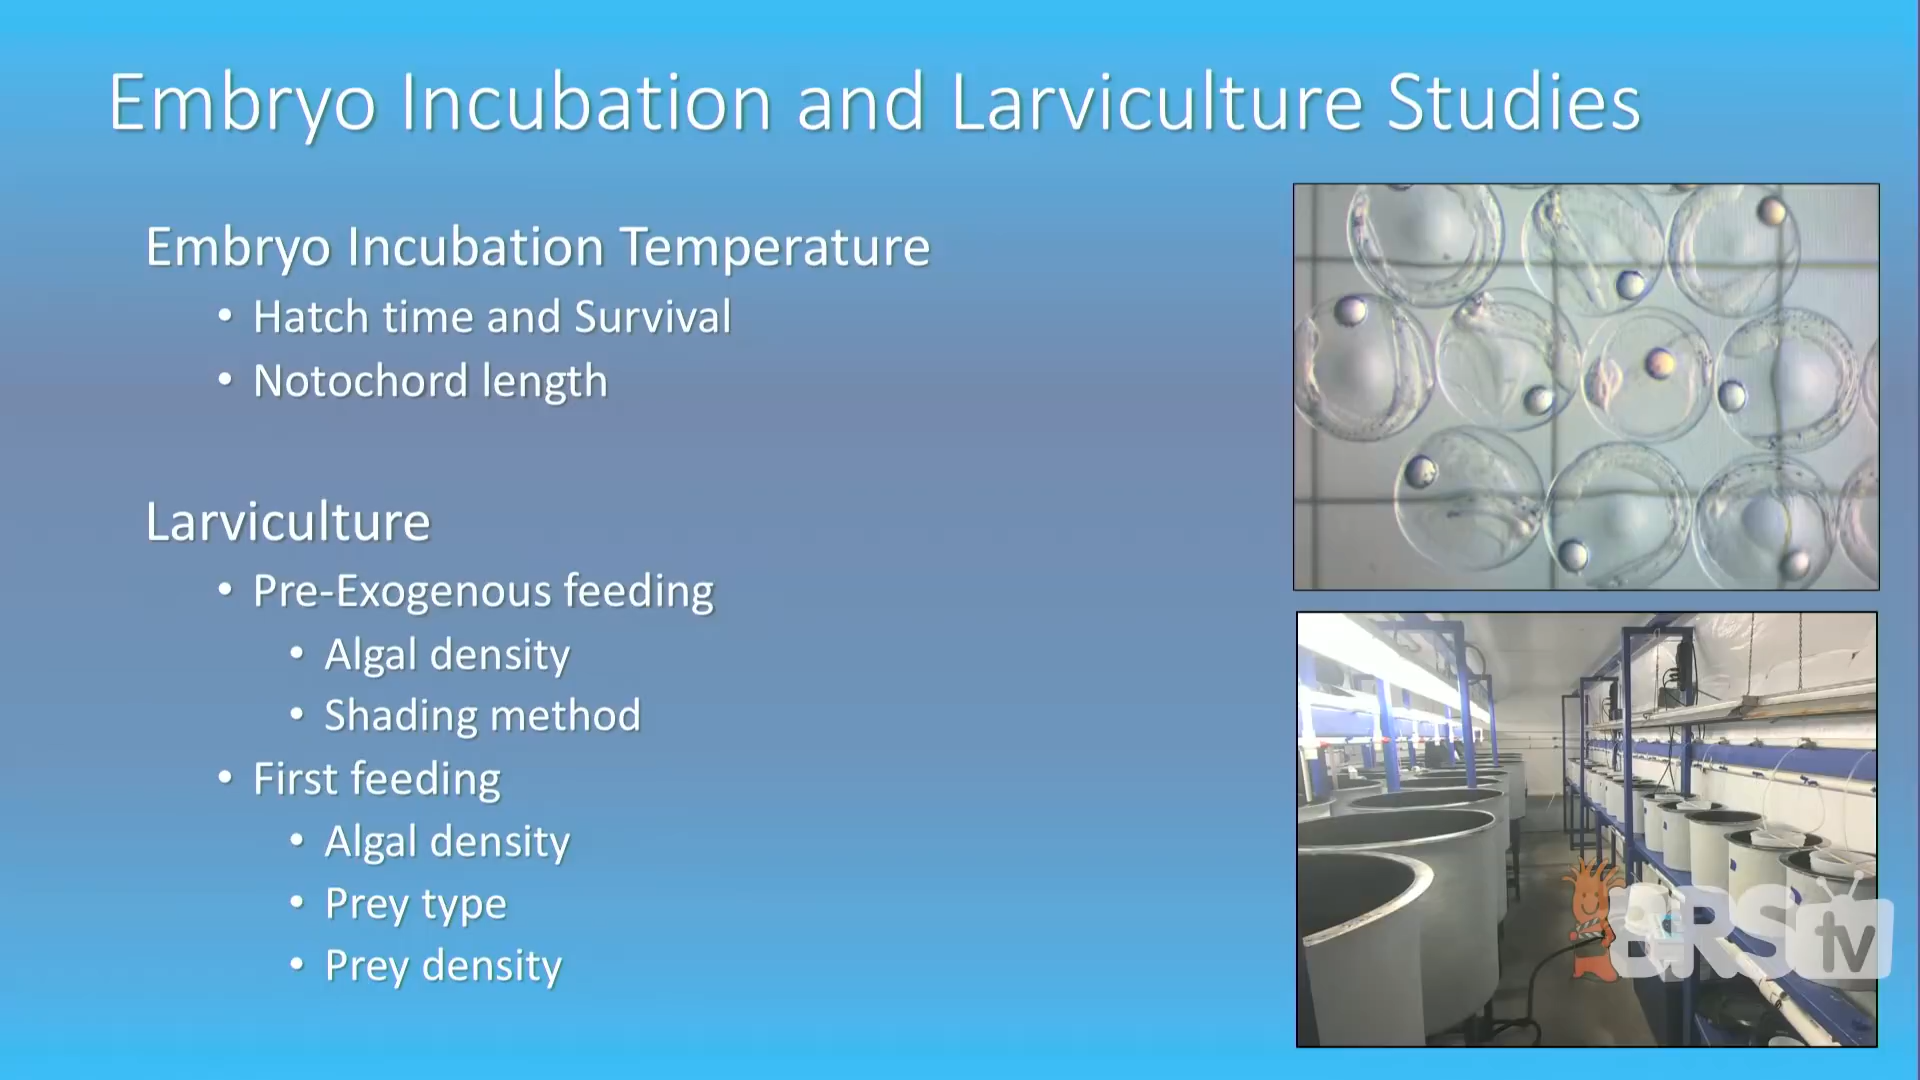 Embryo Incubation and Larviculture Studies
Embryo Incubation Temperature
• Hatch time and Survival
• Notochord length
Larviculture
• Pre-Exogenous feeding
• Algal density
• Shading method
• First feeding
• Algal density
• Prey type
• Prey density
BRS tv